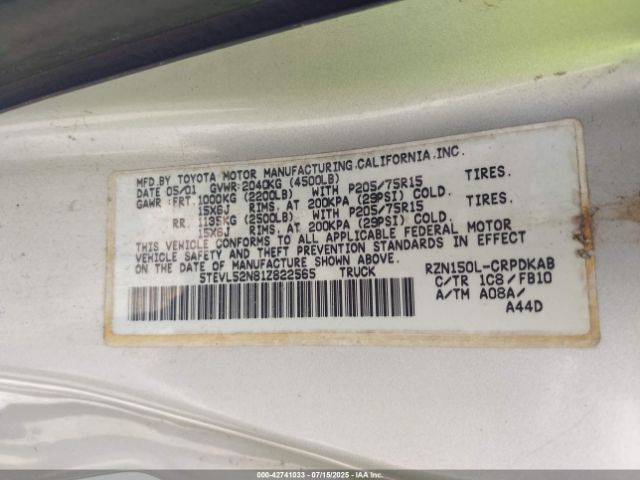 MFD.BY TOYOTA MOTOR MANUFACTURING.CALIFORNIA.INC.
DATE 05/01 GVWR:2040KG (4500LB)
GAWR:FRT.1000KG (2200LB) WITH P205/75R15 TIRES.
15X6J RIMS. AT 200KPA (29PSI) COLD.
RR. 1135KG (2500LB) WITH P205/75R15 TIRES.
15X6J RIMS. AT 200KPA (29PSI) COLD.
THIS VEHICLE CONFORMS TO ALL APPLICABLE FEDERAL MOTOR
VEHICLE SAFETY AND THEFT PREVENTION STANDARDS IN EFFECT
ON THE DATE OF MANUFACTURE SHOWN ABOVE.
5TEVL52N81Z822565 TRUCK RZN150L-CRPDKAB
C/TR 1C8/FB10
A/TM A08A/
A44D
000-42741033 07/15/2025 IAA Inc.